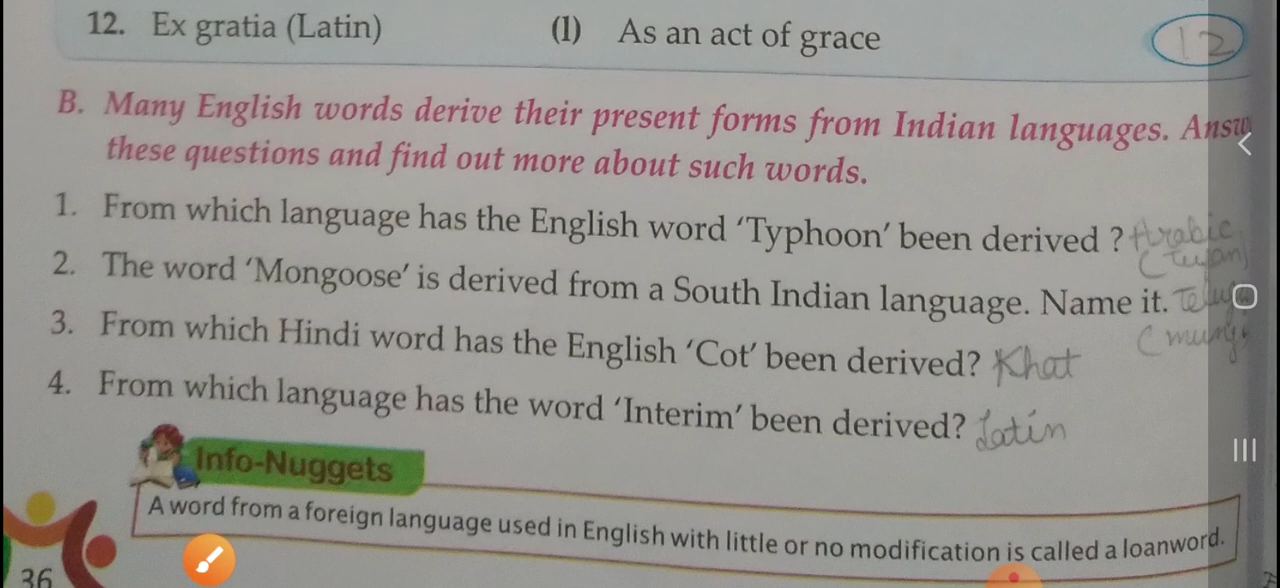 12. Ex gratia (Latin) (l) As an act of grace 12
B. Many English words derive their present forms from Indian languages.
these questions and find out more about such words.
1. From which language has the English word ‘Typhoon’ been derived ? Arabic
2. The word ‘Mongoose’ is derived from a South Indian language. Name it.
3. From which Hindi word has the English ‘Cot’ been derived? Khat
4. From which language has the word ‘Interim’ been derived? Latin
Info-Nuggets
A word from a foreign language used in English with little or no modification is called a loanword.
36